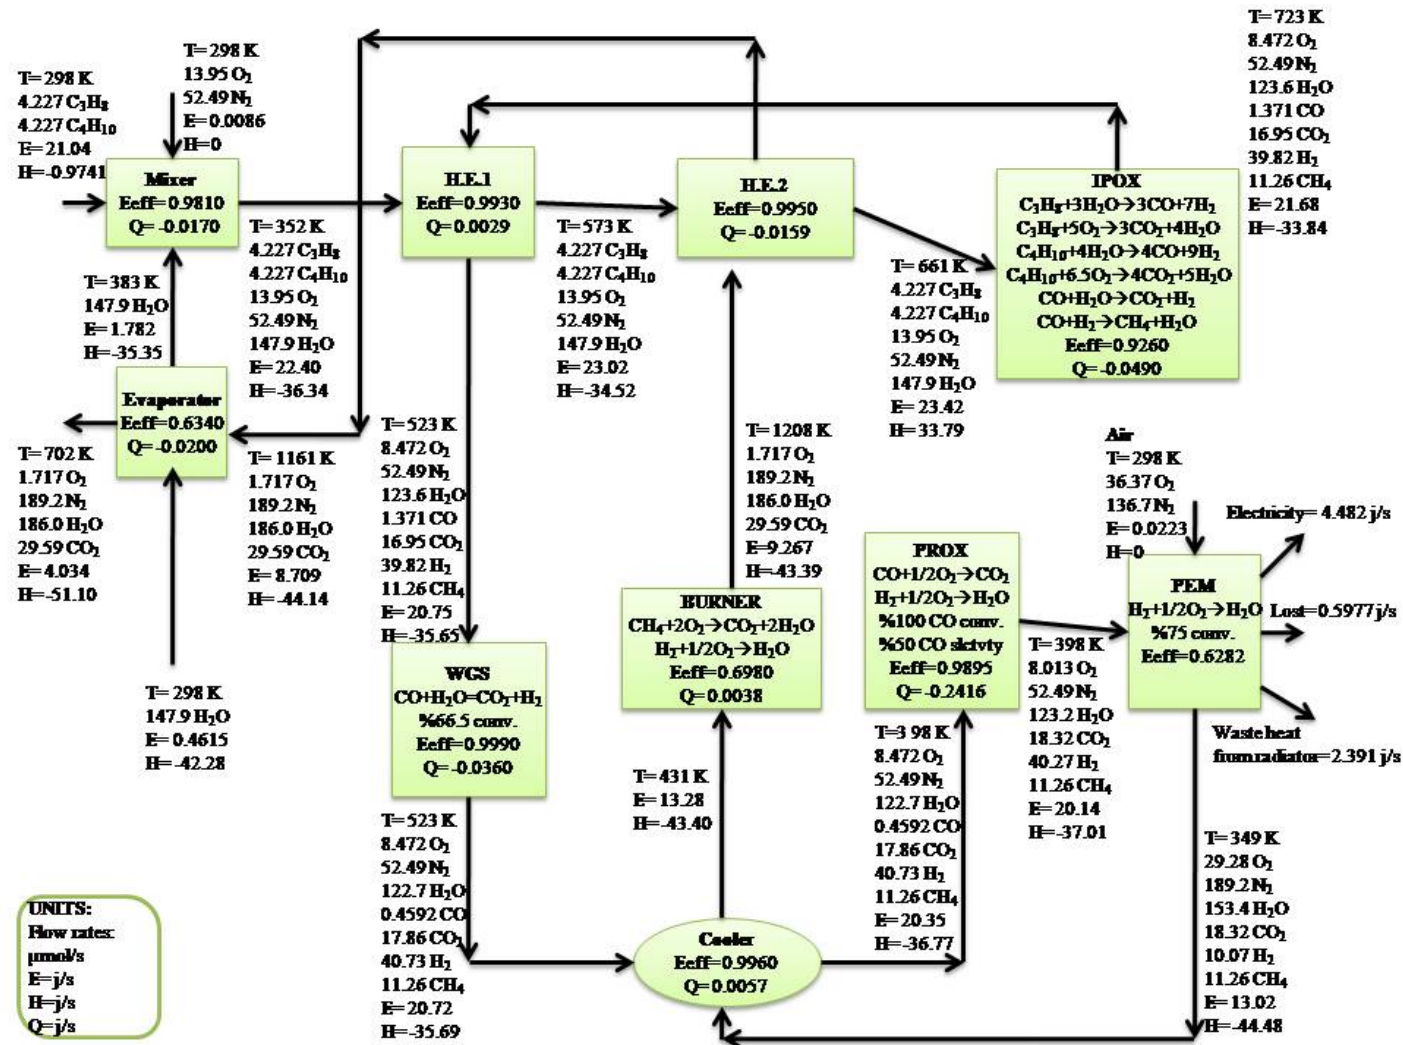 T= 298 K
4.227 C₃H₈
4.227 C₄H₁₀
E=21.04
H=-0.9741
T= 298 K
13.95 O₂
52.49 N₂
E=0.0086
H=0
Mixer
Eeff=0.9810
Q= -0.0170
T= 352 K
4.227 C₃H₈
4.227 C₄H₁₀
13.95 O₂
52.49 N₂
147.9 H₂O
E= 22.40
H=-36.34
H.E.1
Eeff=0.9930
Q= 0.0029
T= 573 K
4.227 C₃H₈
4.227 C₄H₁₀
13.95 O₂
52.49 N₂
147.9 H₂O
E= 23.02
H=-34.52
H.E.2
Eeff=0.9950
Q= -0.0159
T= 661 K
4.227 C₃H₈
4.227 C₄H₁₀
13.95 O₂
52.49 N₂
147.9 H₂O
E= 23.42
H= 33.79
IPOX
C₃H₈+3H₂O→3CO+7H₂
C₃H₈+5O₂→3CO₂+4H₂O
C₄H₁₀+4H₂O→4CO+9H₂
C₄H₁₀+6.5O₂→4CO₂+5H₂O
CO+H₂O→CO₂+H₂
CO+H₂→CH₄+H₂O
Eeff=0.9260
Q= -0.0490
T= 723 K
8.472 O₂
52.49 N₂
123.6 H₂O
1.371 CO
16.95 CO₂
39.82 H₂
11.26 CH₄
E= 21.68
H=-33.84
T= 383 K
147.9 H₂O
E= 1.782
H=-35.35
Evaporator
Eeff=0.6340
Q= -0.0200
T= 702 K
1.717 O₂
189.2 N₂
186.0 H₂O
29.59 CO₂
E= 4.034
H=-51.10
T= 1161 K
1.717 O₂
189.2 N₂
186.0 H₂O
29.59 CO₂
E= 8.709
H=-44.14
T= 298 K
147.9 H₂O
E= 0.4615
H=-42.28
T= 523 K
8.472 O₂
52.49 N₂
123.6 H₂O
1.371 CO
16.95 CO₂
39.82 H₂
11.26 CH₄
E= 20.75
H=-35.65
WGS
CO+H₂O=CO₂+H₂
%66.5 conv.
Eeff=0.9990
Q= -0.0360
T= 523 K
8.472 O₂
52.49 N₂
122.7 H₂O
0.4592 CO
17.86 CO₂
40.73 H₂
11.26 CH₄
E= 20.72
H=-35.69
T= 1208 K
1.717 O₂
189.2 N₂
186.0 H₂O
29.59 CO₂
E=9.267
H=-43.39
BURNER
CH₄+2O₂→CO₂+2H₂O
H₂+1/2O₂→H₂O
Eeff=0.6980
Q= 0.0038
T= 431 K
E= 13.28
H= -43.40
Cooler
Eeff=0.9960
Q= 0.0057
T=3 98 K
8.472 O₂
52.49 N₂
122.7 H₂O
0.4592 CO
17.86 CO₂
40.73 H₂
11.26 CH₄
E= 20.35
H=-36.77
PROX
CO+1/2O₂→CO₂
H₂+1/2O₂→H₂O
%100 CO conv.
%50 CO slctvty
Eeff=0.9895
Q= -0.2416
T= 398 K
8.013 O₂
52.49 N₂
123.2 H₂O
18.32 CO₂
40.27 H₂
11.26 CH₄
E= 20.14
H=-37.01
Air
T= 298 K
36.37 O₂
136.7 N₂
E= 0.0223
H=0
PEM
H₂+1/2O₂→H₂O
%75 conv.
Eeff=0.6282
Electricity= 4.482 j/s
Lost=0.5977 j/s
Waste heat
from radiator=2.391 j/s
T= 349 K
29.28 O₂
189.2 N₂
153.4 H₂O
18.32 CO₂
10.07 H₂
11.26 CH₄
E= 13.02
H=-44.48
UNITS:
Flow rates:
μmol/s
E=j/s
H=j/s
Q=j/s